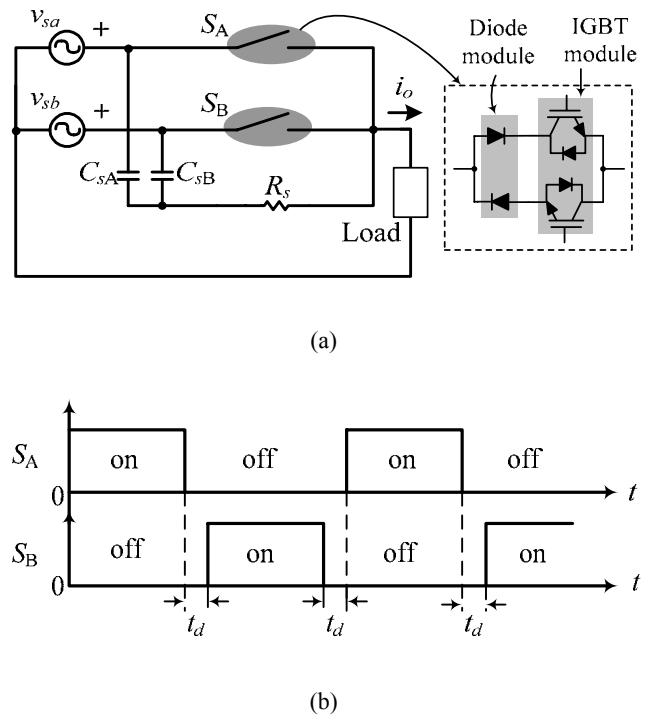 v_sa +
S_A
Diode module
IGBT module
v_sb +
S_B
i_o
C_sA
C_sB
R_s
Load
(a)
S_A
on
off
on
off
0
t
S_B
off
on
off
on
0
t
t_d
t_d
t_d
(b)